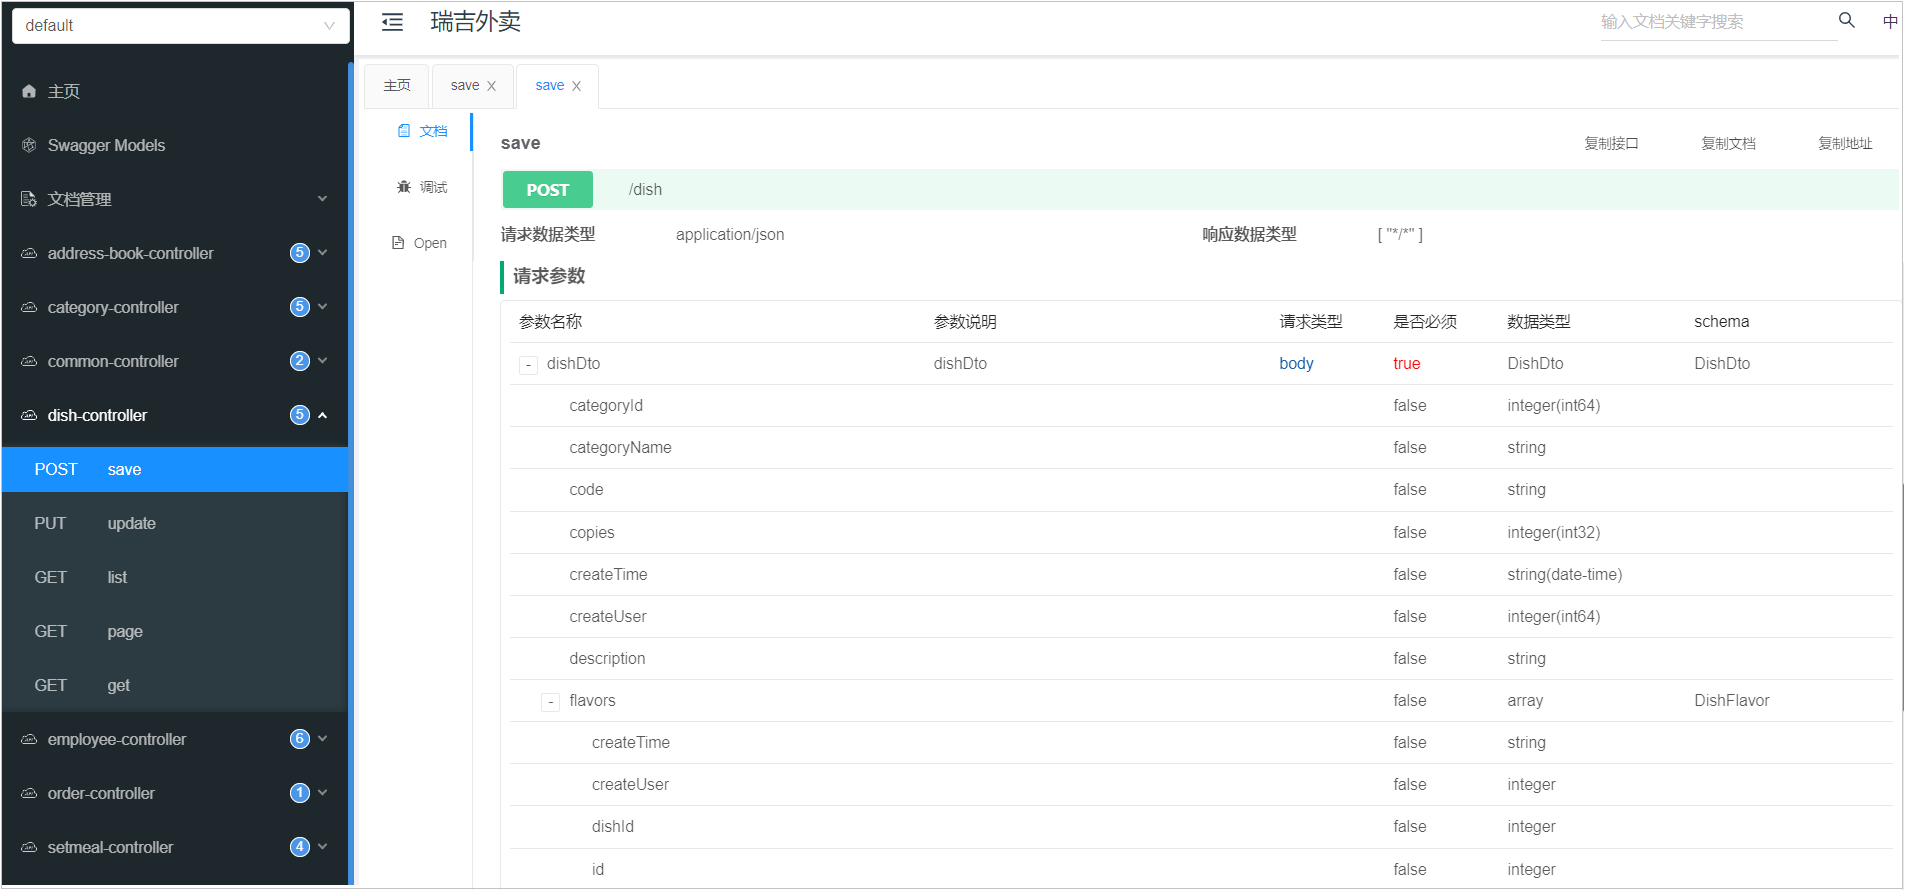 default
主页
Swagger Models
文档管理
address-book-controller 5
category-controller 5
common-controller 2
dish-controller 5
POST save
PUT update
GET list
GET page
GET get
employee-controller 6
order-controller 1
setmeal-controller 4
瑞吉外卖
输入文档关键字搜索
中
主页 save X save X
文档
调试
Open
save 复制接口 复制文档 复制地址
POST /dish
请求数据类型 application/json 响应数据类型 [ "*/*" ]
请求参数
参数名称 参数说明 请求类型 是否必须 数据类型 schema
- dishDto dishDto body true DishDto DishDto
categoryId false integer(int64)
categoryName false string
code false string
copies false integer(int32)
createTime false string(date-time)
createUser false integer(int64)
description false string
- flavors false array DishFlavor
createTime false string
createUser false integer
dishId false integer
id false integer